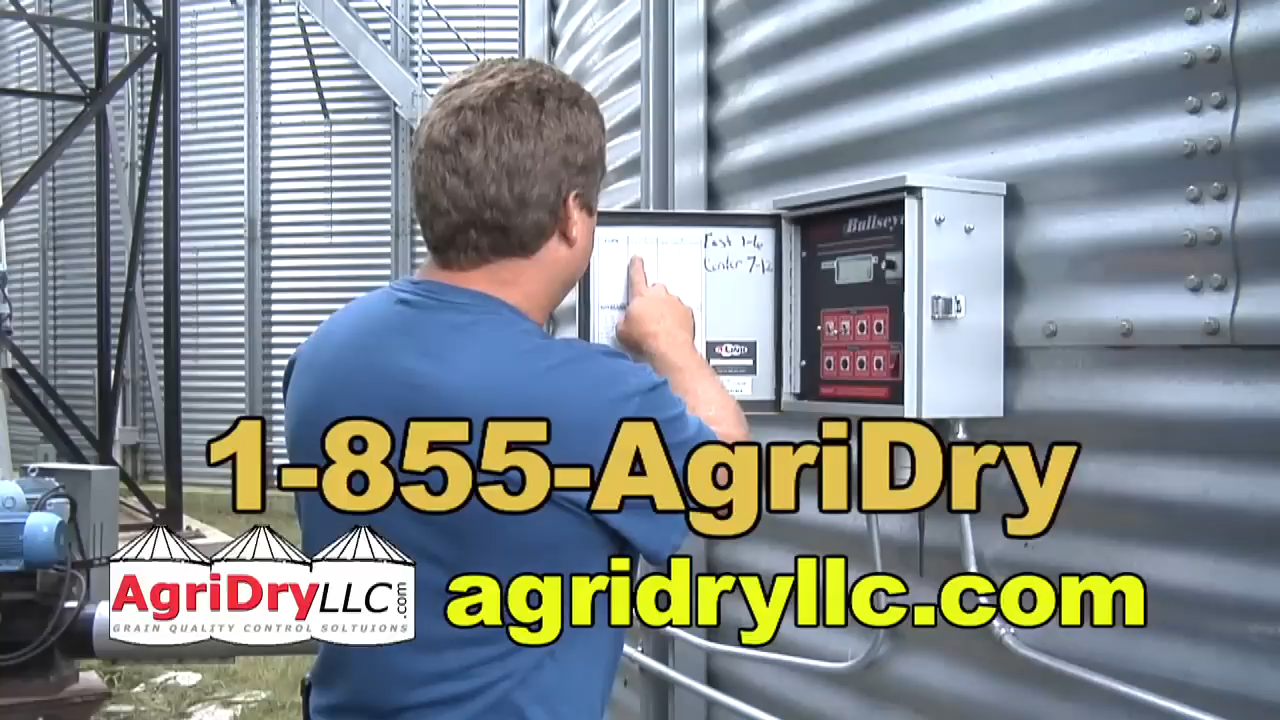 Bullseye
East 1-6
Center 7-12
1-855-AgriDry
AgriDryLLC.com
GRAIN QUALITY CONTROL SOLTUIONS
agridryllc.com